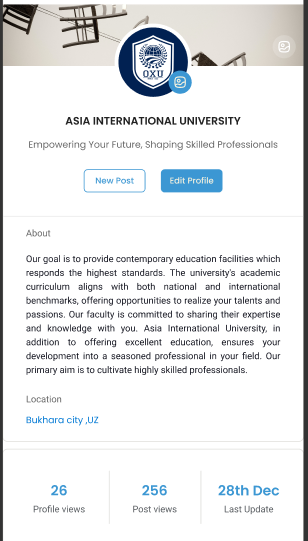 OXU
ASIA INTERNATIONAL UNIVERSITY
Empowering Your Future, Shaping Skilled Professionals
New Post
Edit Profile
About
Our goal is to provide contemporary education facilities which
responds the highest standards. The university's academic
curriculum aligns with both national and international
benchmarks, offering opportunities to realize your talents and
passions. Our faculty is committed to sharing their expertise
and knowledge with you. Asia International University, in
addition to offering excellent education, ensures your
development into a seasoned professional in your field. Our
primary aim is to cultivate highly skilled professionals.
Location
Bukhara city ,UZ
26
256
28th Dec
Profile views
Post views
Last Update